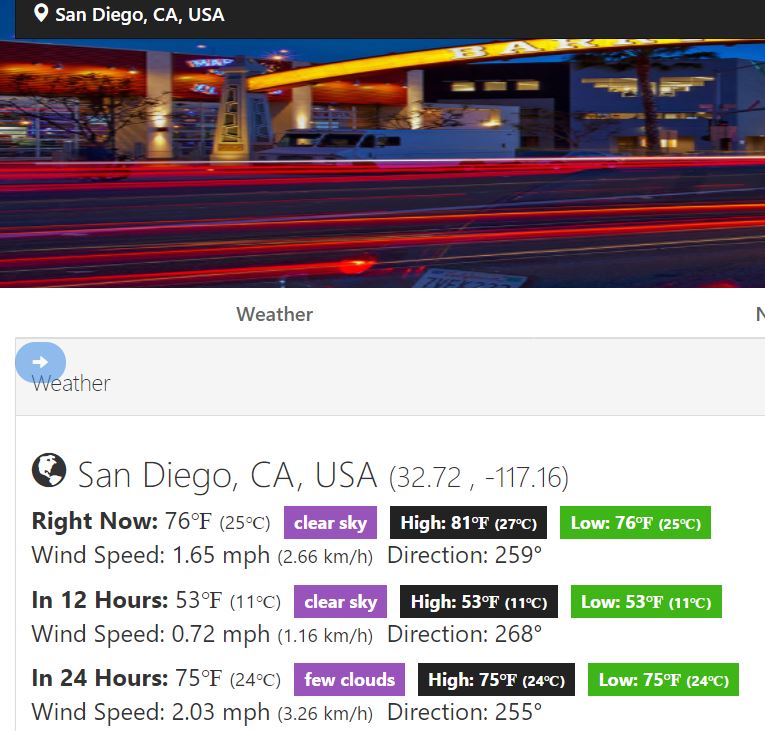 San Diego, CA, USA
BARR
Weather
N
Weather
San Diego, CA, USA (32.72 , -117.16)
Right Now: 76°F (25°C) clear sky High: 81°F (27°C) Low: 76°F (25°C)
Wind Speed: 1.65 mph (2.66 km/h) Direction: 259°
In 12 Hours: 53°F (11°C) clear sky High: 53°F (11°C) Low: 53°F (11°C)
Wind Speed: 0.72 mph (1.16 km/h) Direction: 268°
In 24 Hours: 75°F (24°C) few clouds High: 75°F (24°C) Low: 75°F (24°C)
Wind Speed: 2.03 mph (3.26 km/h) Direction: 255°